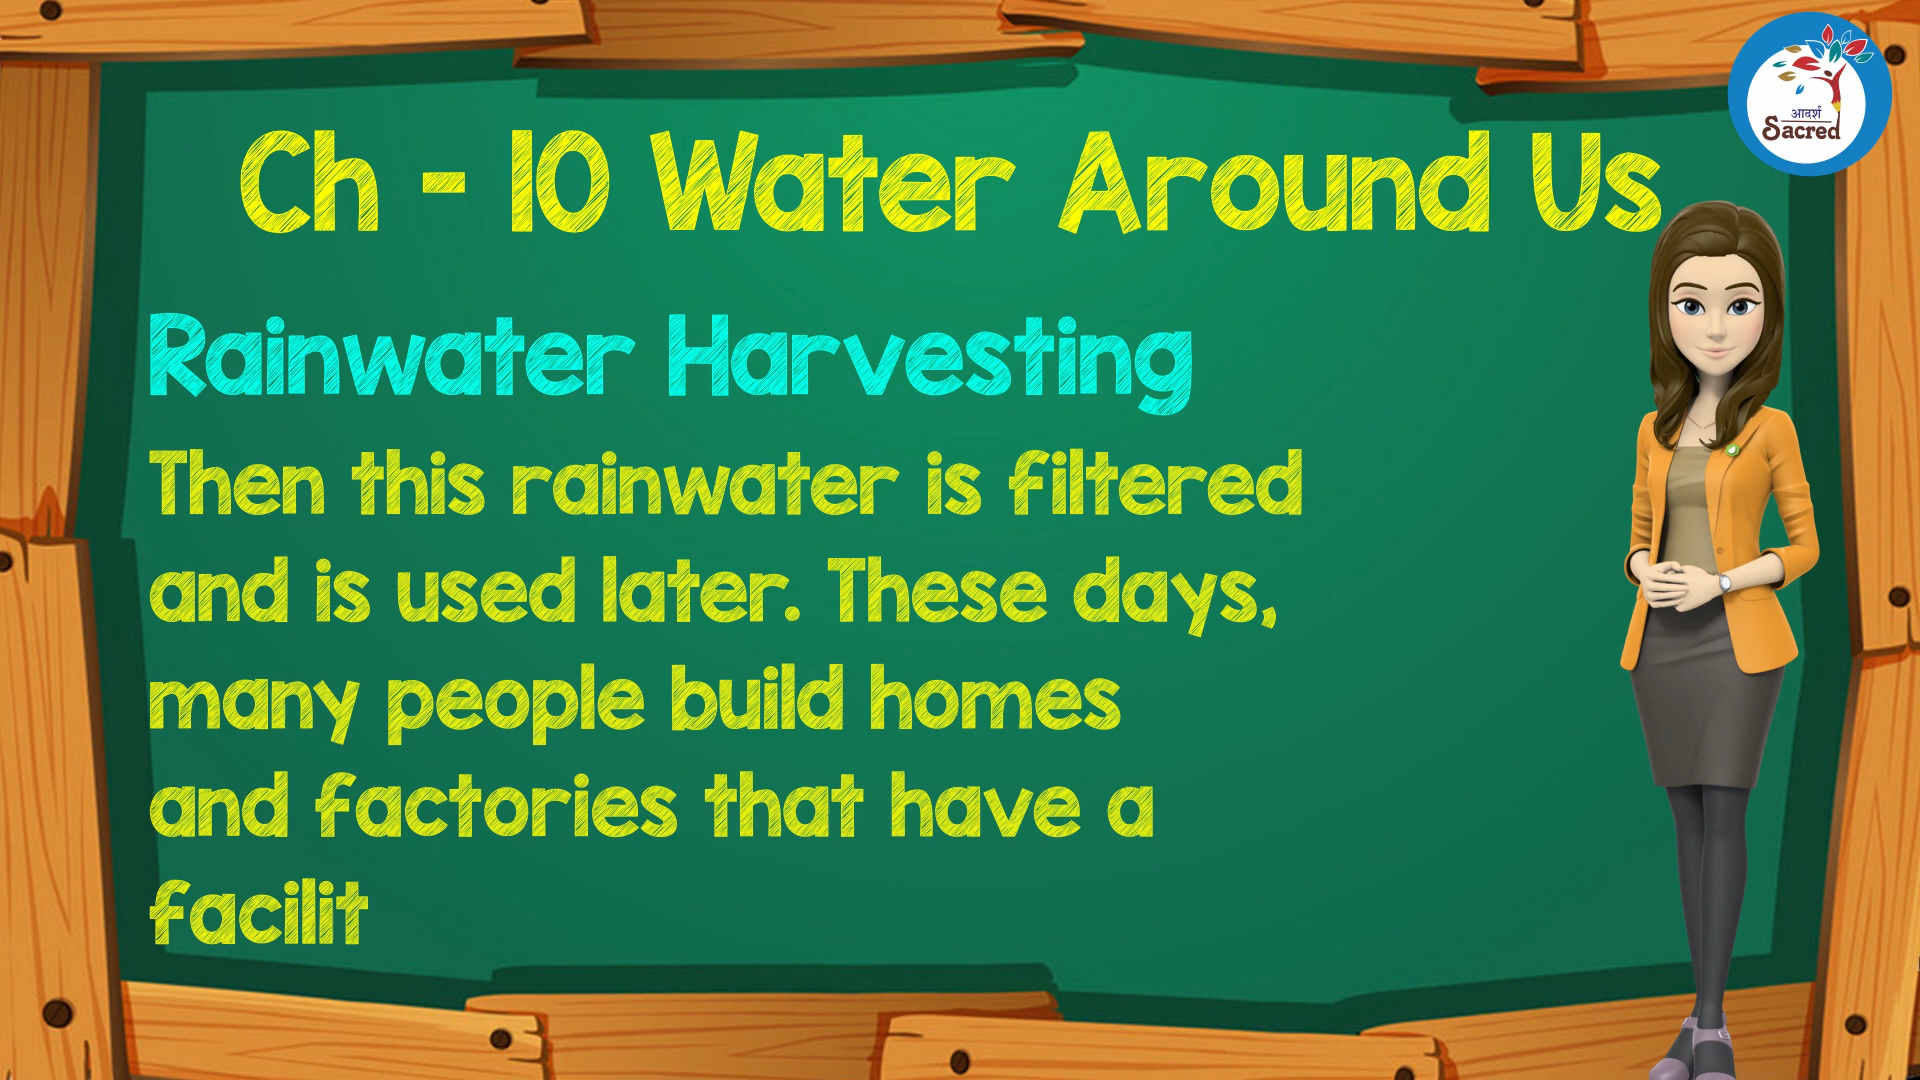 आदर्श
Sacred
Ch - 10 Water Around Us
Rainwater Harvesting
Then this rainwater is filtered
and is used later. These days,
many people build homes
and factories that have a
facilit